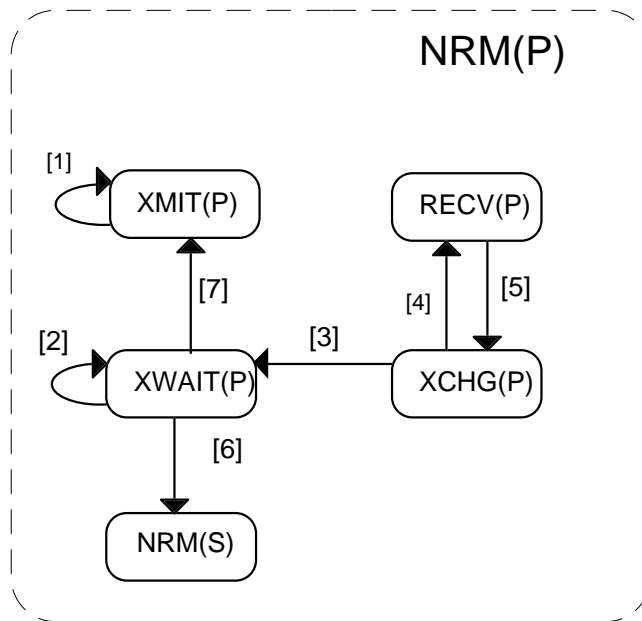 NRM(P)
[1]
XMIT(P)
RECV(P)
[7]
[4]
[5]
[2]
[3]
XWAIT(P)
XCHG(P)
[6]
NRM(S)